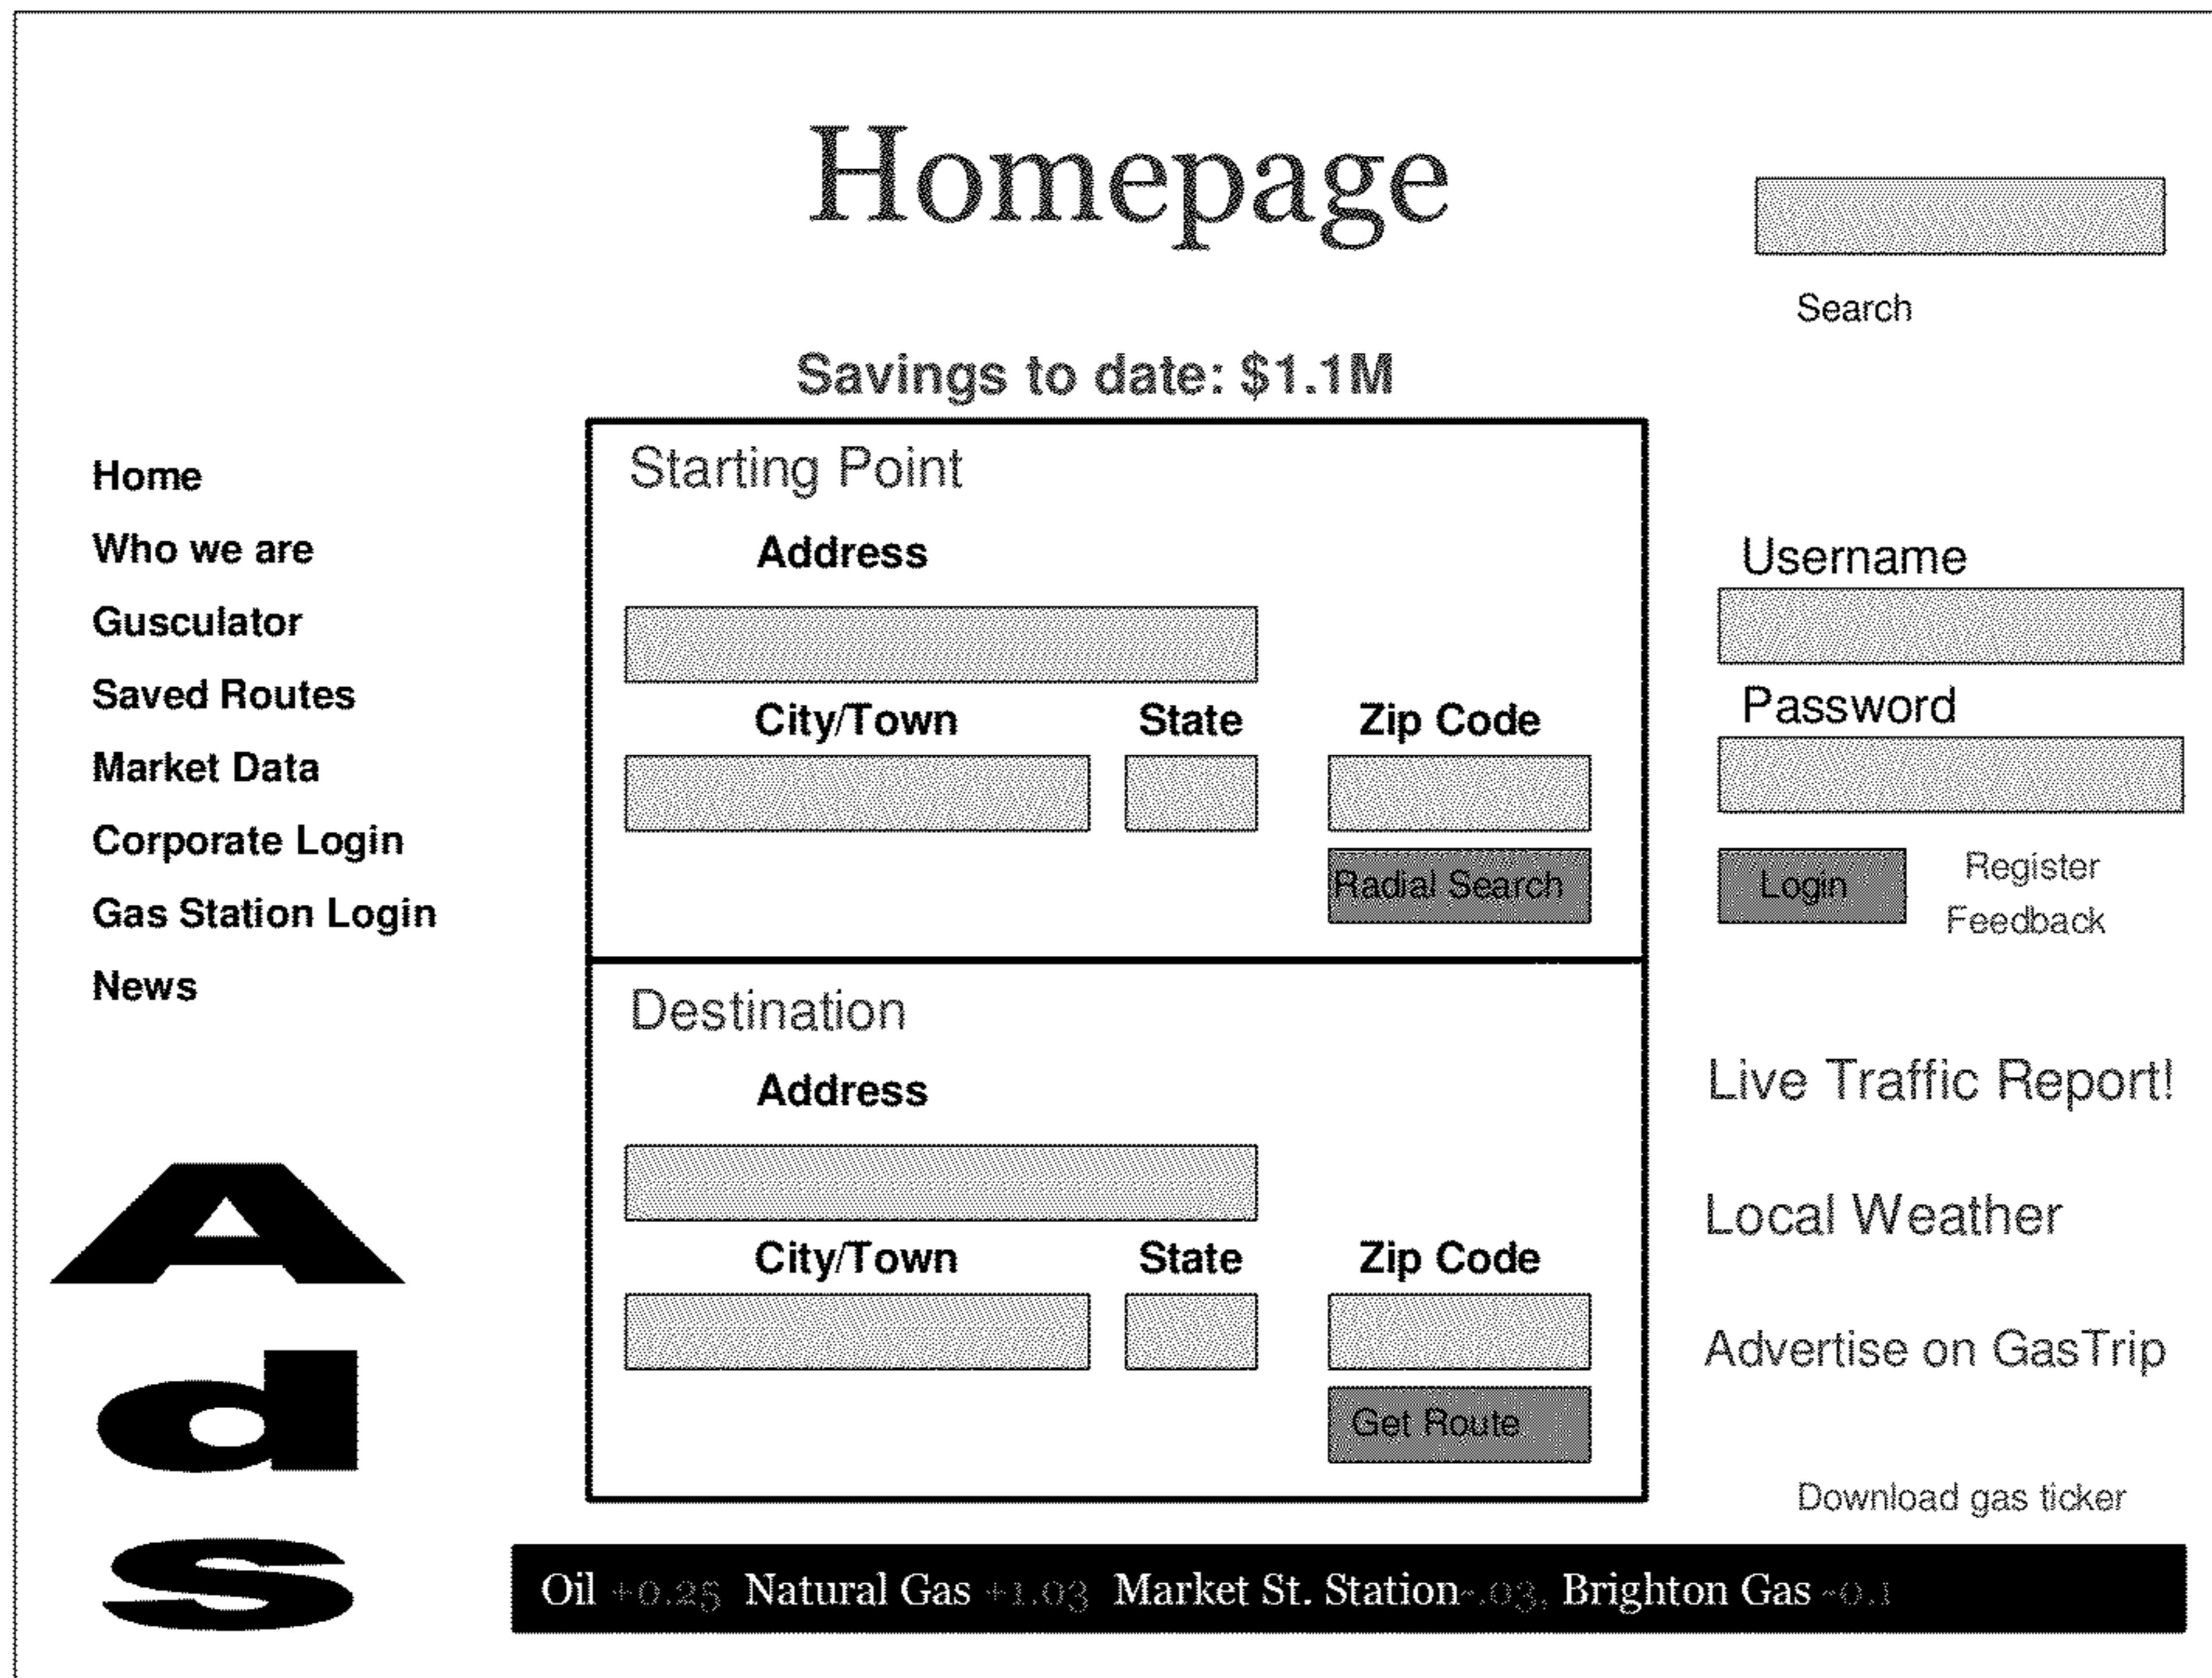 Homepage
Search
Savings to date: $1.1M
Home
Who we are
Gusculator
Saved Routes
Market Data
Corporate Login
Gas Station Login
News
Ads
Starting Point
Address
City/Town State Zip Code
Radial Search
Destination
Address
City/Town State Zip Code
Get Route
Username
Password
Login
Register
Feedback
Live Traffic Report!
Local Weather
Advertise on GasTrip
Download gas ticker
Oil +0.25 Natural Gas +1.03 Market St. Station-.03, Brighton Gas -0.1